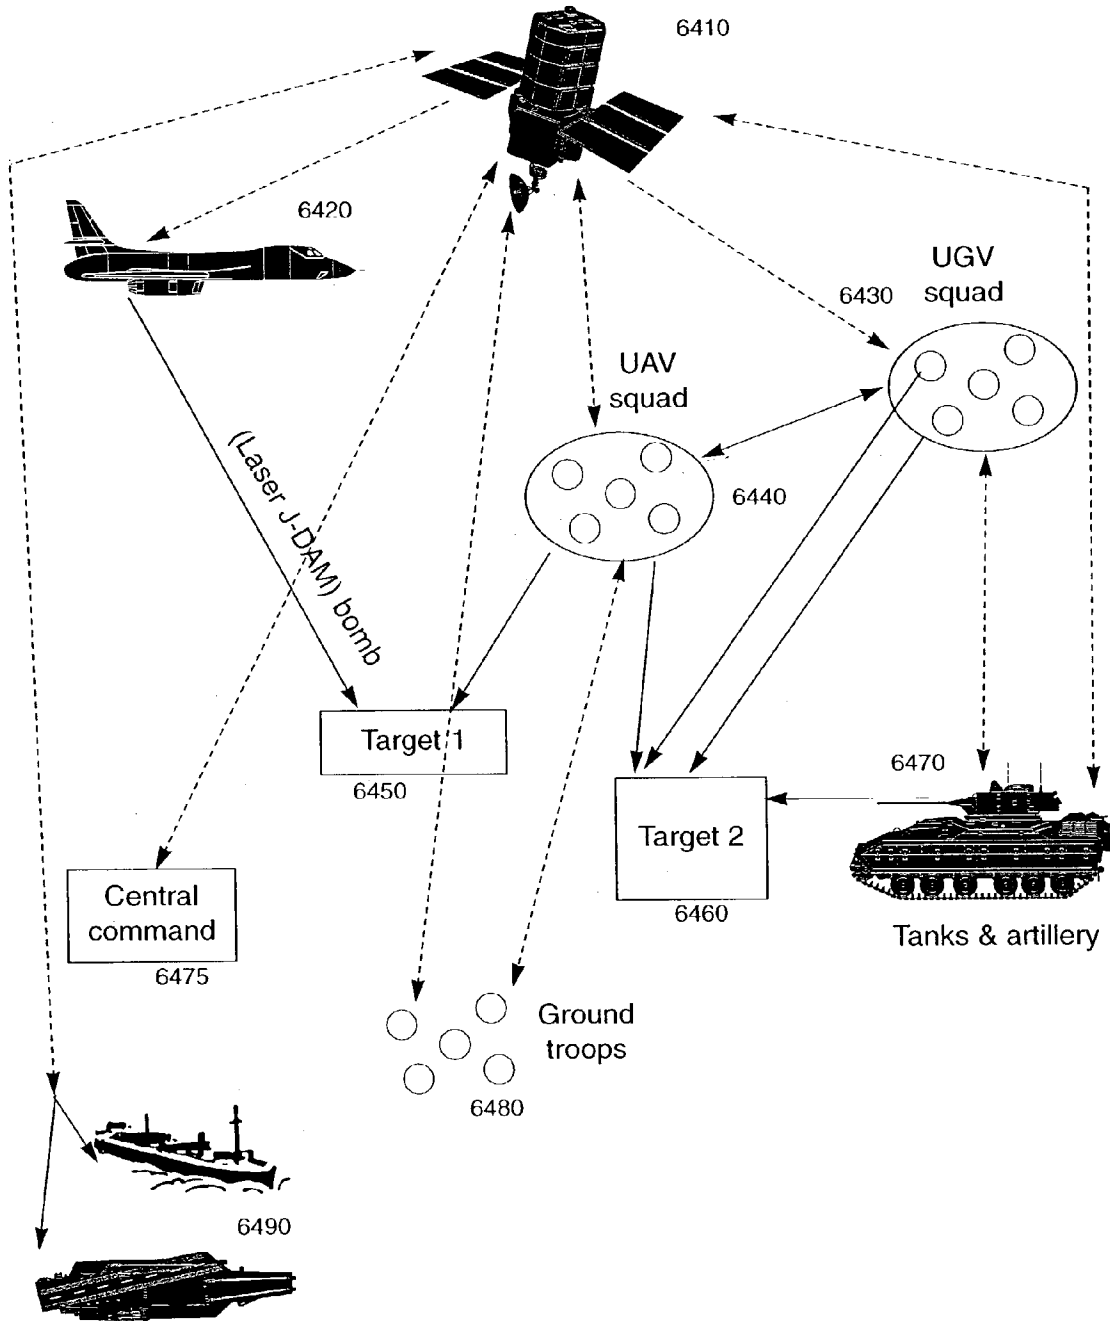 6410
6420
UGV
squad
6430
UAV
squad
6440
(Laser J-DAM) bomb
Target 1
6450
6470
Target 2
6460
Central
command
6475
Tanks & artillery
Ground
troops
6480
6490